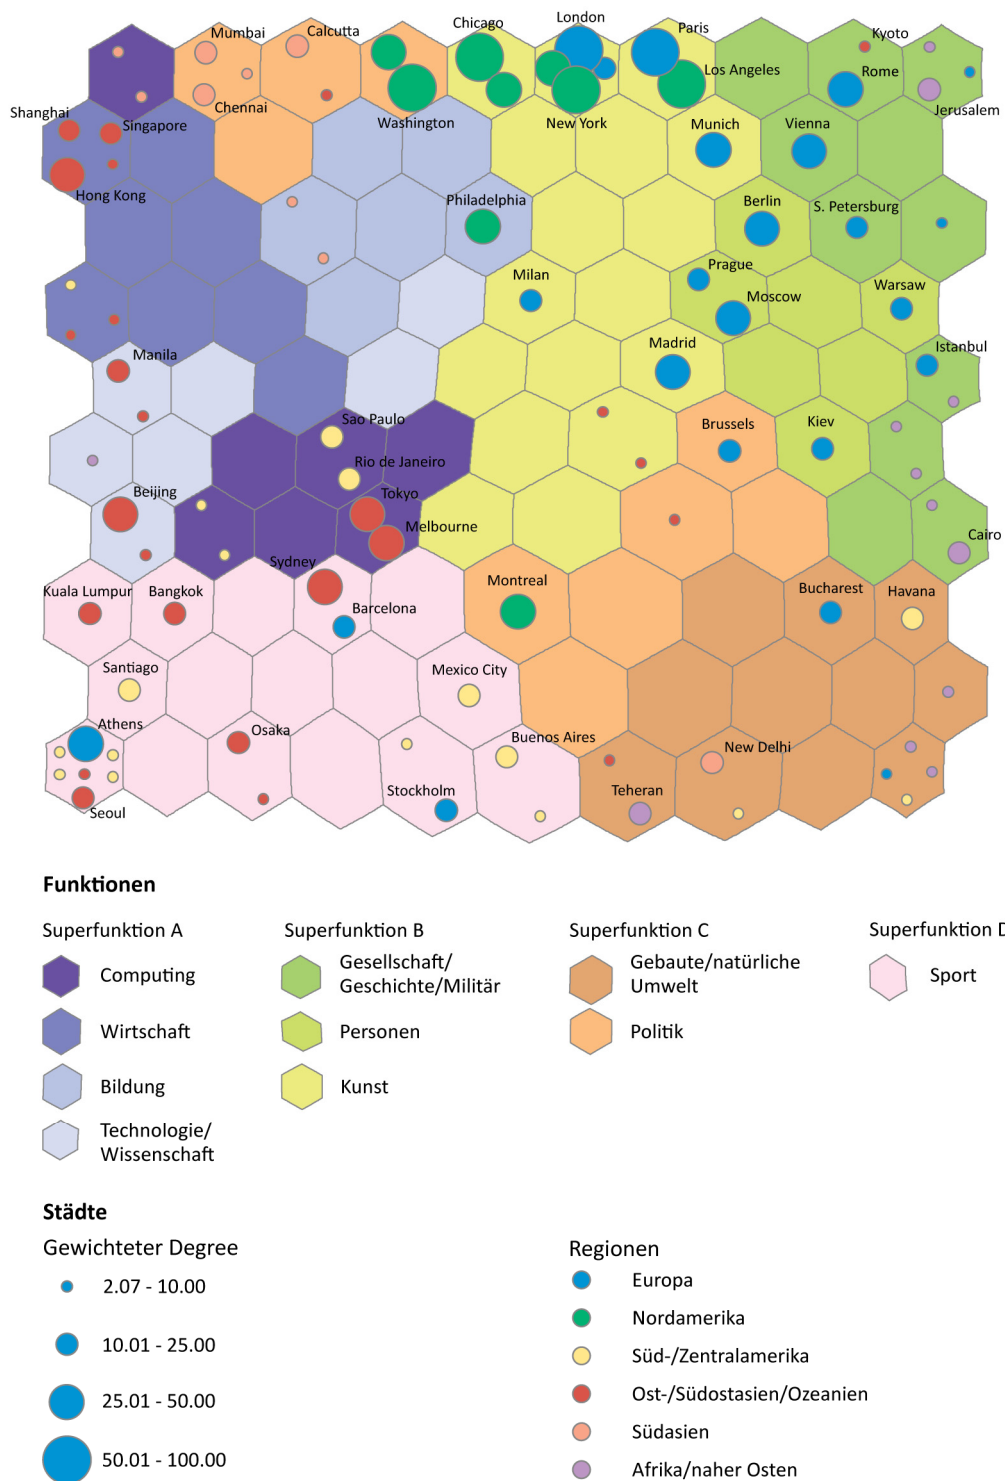 London
Chicago
Paris
Mumbai
Calcutta
Kyoto
Los Angeles
Rome
Chennai
Jerusalem
Shanghai
Singapore
Washington
New York
Munich
Vienna
Hong Kong
Philadelphia
Berlin
S. Petersburg
Milan
Prague
Moscow
Warsaw
Manila
Madrid
Istanbul
Sao Paulo
Brussels
Kiev
Rio de Janeiro
Beijing
Tokyo
Melbourne
Cairo
Sydney
Kuala Lumpur
Bangkok
Barcelona
Montreal
Bucharest
Havana
Santiago
Mexico City
Athens
Osaka
Buenos Aires
New Delhi
Stockholm
Teheran
Seoul
Funktionen
Superfunktion A
Computing
Wirtschaft
Bildung
Technologie/
Wissenschaft
Superfunktion B
Gesellschaft/
Geschichte/Militär
Personen
Kunst
Superfunktion C
Gebaute/natürliche
Umwelt
Politik
Superfunktion D
Sport
Städte
Gewichteter Degree
2.07 - 10.00
10.01 - 25.00
25.01 - 50.00
50.01 - 100.00
Regionen
Europa
Nordamerika
Süd-/Zentralamerika
Ost-/Südostasien/Ozeanien
Südasien
Afrika/naher Osten